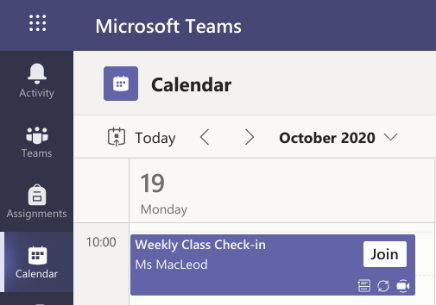 Microsoft Teams
Activity
Teams
Assignments
Calendar
Calendar
Today
October 2020
19
Monday
10:00
Weekly Class Check-in
Ms MacLeod
Join